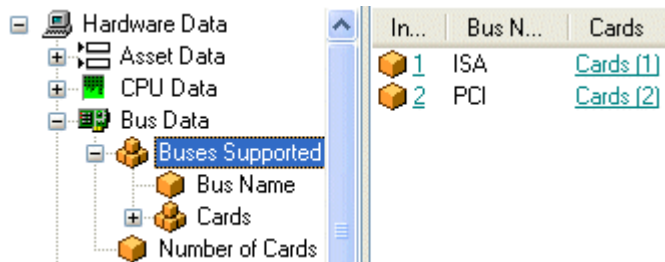 Hardware Data
Asset Data
CPU Data
Bus Data
Buses Supported
Bus Name
Cards
Number of Cards
In... Bus N... Cards
1 ISA Cards (1)
2 PCI Cards (2)